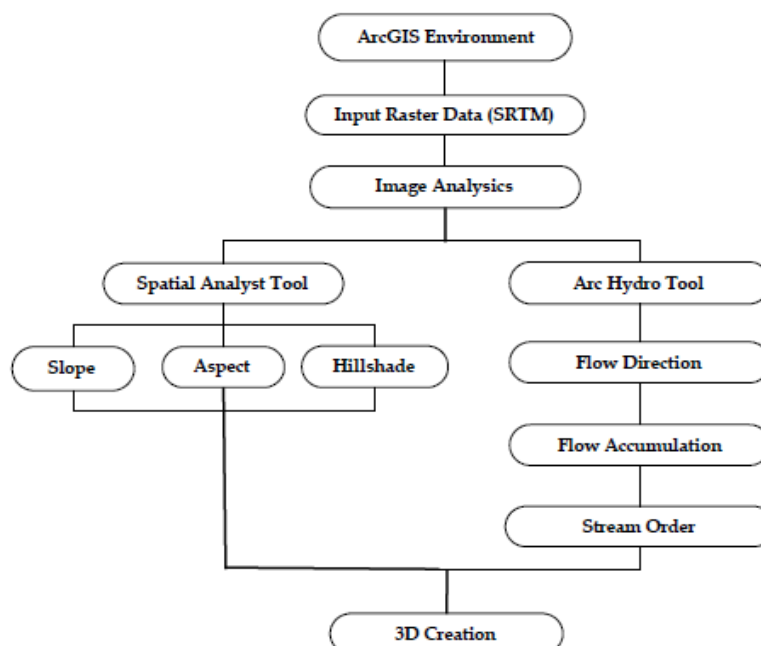 ArcGIS Environment
Input Raster Data (SRTM)
Image Analysics
Spatial Analyst Tool
Arc Hydro Tool
Slope
Aspect
Hillshade
Flow Direction
Flow Accumulation
Stream Order
3D Creation